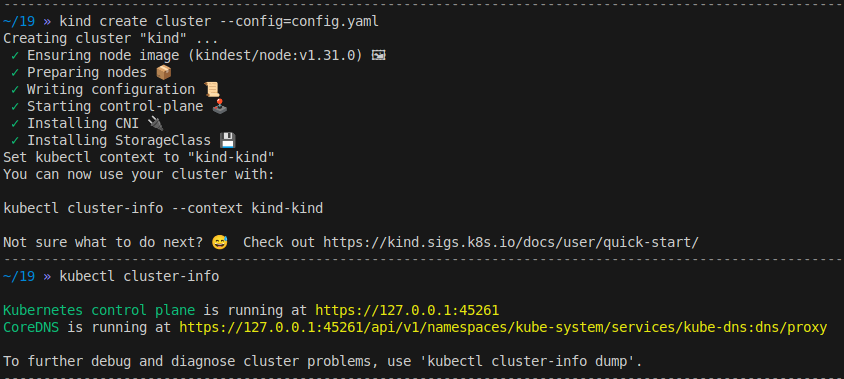 ~/19 » kind create cluster --config=config.yaml
Creating cluster "kind" ...
✓ Ensuring node image (kindest/node:v1.31.0) 🖼
✓ Preparing nodes 📦
✓ Writing configuration 📜
✓ Starting control-plane 🕹️
✓ Installing CNI 🔌
✓ Installing StorageClass 💾
Set kubectl context to "kind-kind"
You can now use your cluster with:
kubectl cluster-info --context kind-kind
Not sure what to do next? 😅 Check out https://kind.sigs.k8s.io/docs/user/quick-start/
~/19 » kubectl cluster-info
Kubernetes control plane is running at https://127.0.0.1:45261
CoreDNS is running at https://127.0.0.1:45261/api/v1/namespaces/kube-system/services/kube-dns:dns/proxy
To further debug and diagnose cluster problems, use 'kubectl cluster-info dump'.